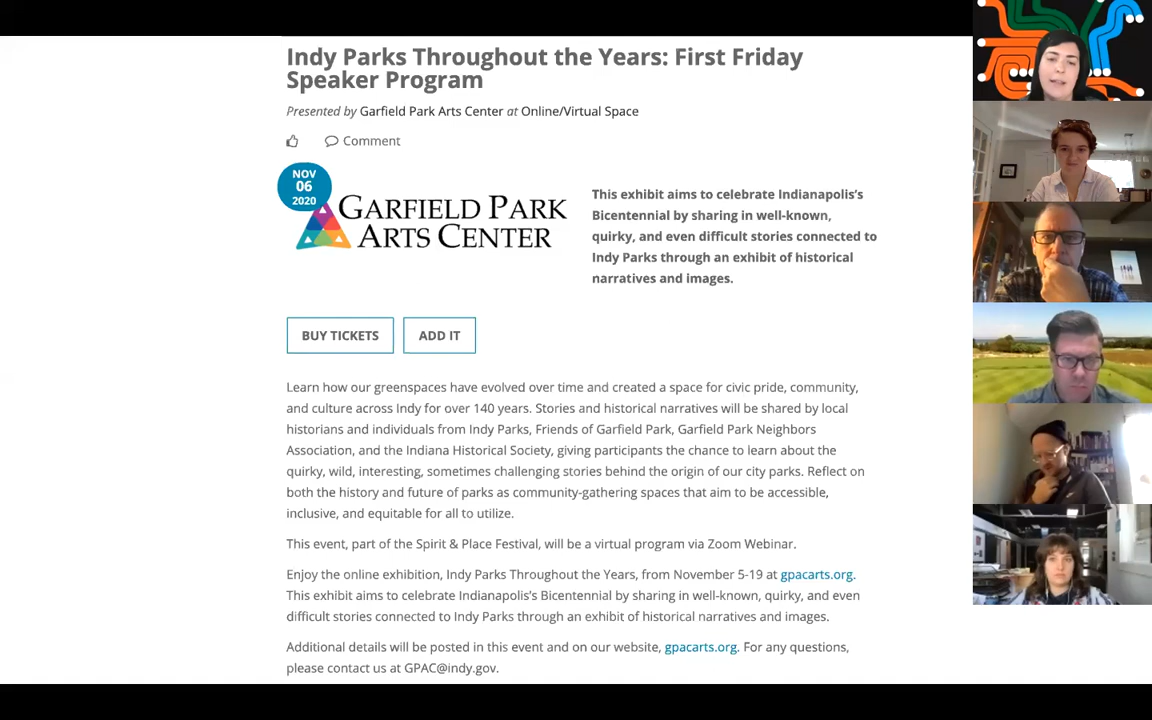 Indy Parks Throughout the Years: First Friday
Speaker Program
Presented by Garfield Park Arts Center at Online/Virtual Space
Comment
NOV
06
2020
GARFIELD PARK
ARTS CENTER
This exhibit aims to celebrate Indianapolis's
Bicentennial by sharing in well-known,
quirky, and even difficult stories connected to
Indy Parks through an exhibit of historical
narratives and images.
BUY TICKETS
ADD IT
Learn how our greenspaces have evolved over time and created a space for civic pride, community,
and culture across Indy for over 140 years. Stories and historical narratives will be shared by local
historians and individuals from Indy Parks, Friends of Garfield Park, Garfield Park Neighbors
Association, and the Indiana Historical Society, giving participants the chance to learn about the
quirky, wild, interesting, sometimes challenging stories behind the origin of our city parks. Reflect on
both the history and future of parks as community-gathering spaces that aim to be accessible,
inclusive, and equitable for all to utilize.
This event, part of the Spirit & Place Festival, will be a virtual program via Zoom Webinar.
Enjoy the online exhibition, Indy Parks Throughout the Years, from November 5-19 at gpacarts.org.
This exhibit aims to celebrate Indianapolis's Bicentennial by sharing in well-known, quirky, and even
difficult stories connected to Indy Parks through an exhibit of historical narratives and images.
Additional details will be posted in this event and on our website, gpacarts.org. For any questions,
please contact us at GPAC@indy.gov.